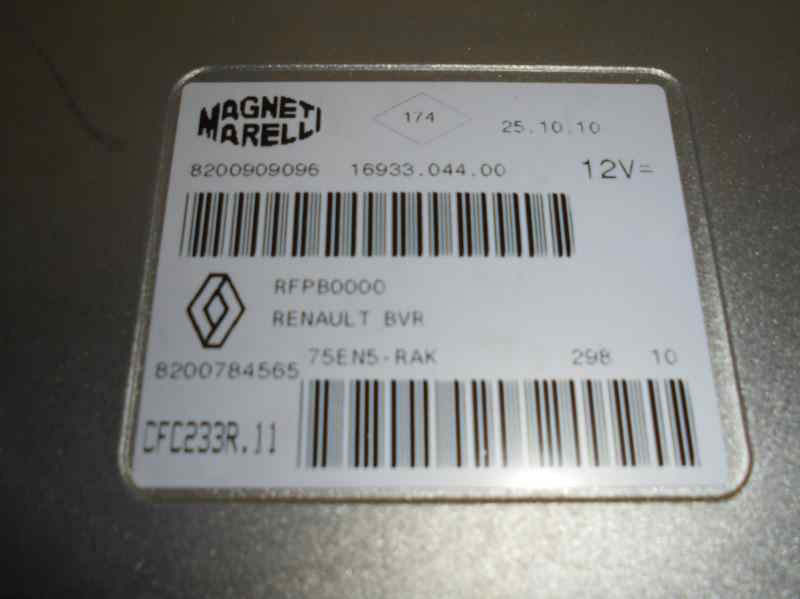 MAGNETI MARELLI 174 25.10.10
8200909096 16933.044.00 12V=
RFPB0000
RENAULT BVR
8200784565 75EN5-RAK 298 10
CFC233R.11